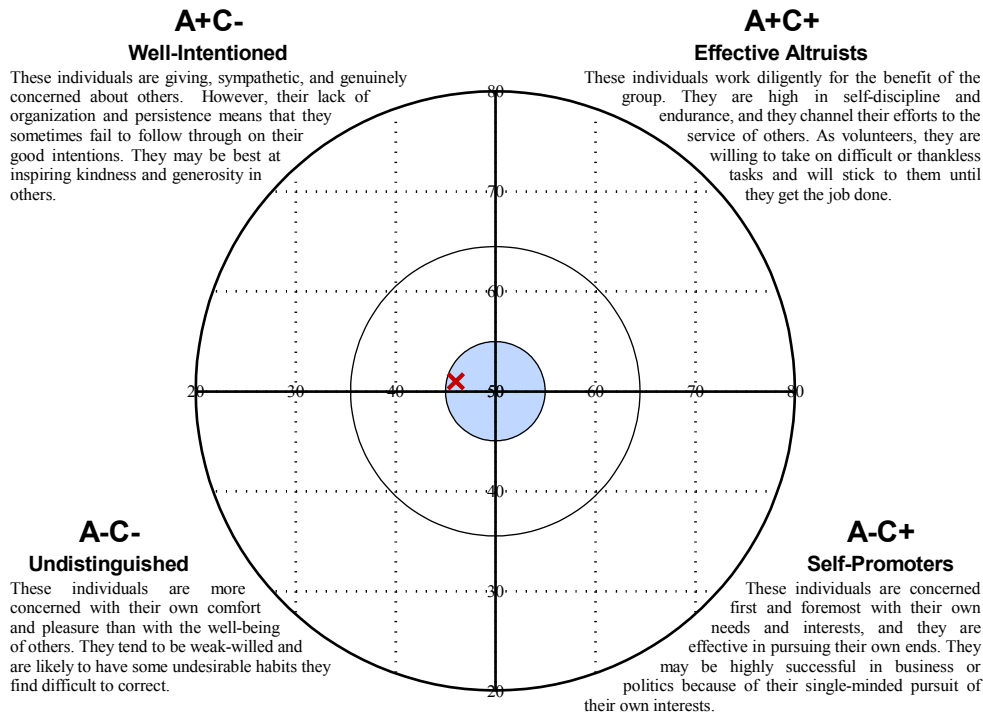 A+C-
Well-Intentioned
These individuals are giving, sympathetic, and genuinely
concerned about others. However, their lack of
organization and persistence means that they
sometimes fail to follow through on their
good intentions. They may be best at
inspiring kindness and generosity in
others.
A+C+
Effective Altruists
These individuals work diligently for the benefit of the
group. They are high in self-discipline and
endurance, and they channel their efforts to the
service of others. As volunteers, they are
willing to take on difficult or thankless
tasks and will stick to them until
they get the job done.
80
70
60
20 30 40 50 60 70 80
40
30
20
A-C-
Undistinguished
These individuals are more
concerned with their own comfort
and pleasure than with the well-being
of others. They tend to be weak-willed and
are likely to have some undesirable habits they
find difficult to correct.
A-C+
Self-Promoters
These individuals are concerned
first and foremost with their own
needs and interests, and they are
effective in pursuing their own ends. They
may be highly successful in business or
politics because of their single-minded pursuit of
their own interests.